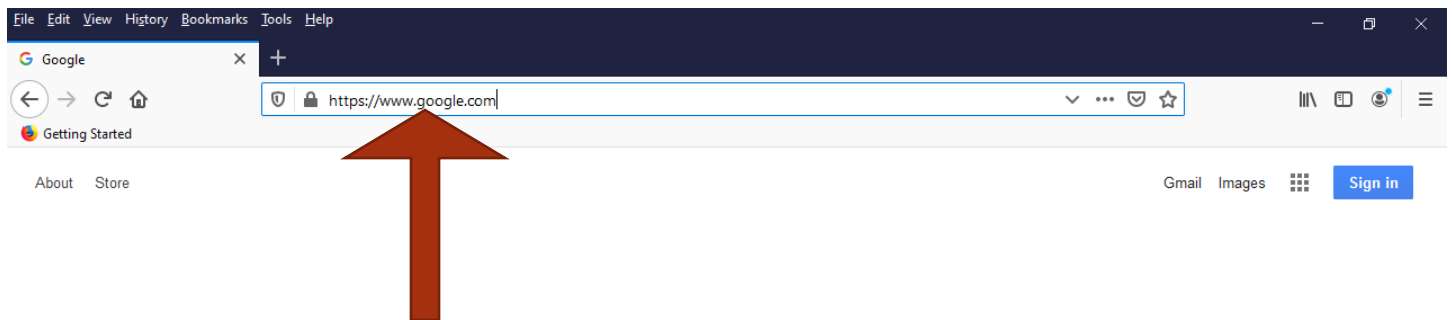 File Edit View History Bookmarks Tools Help
Google
https://www.google.com
Getting Started
About Store Gmail Images Sign in